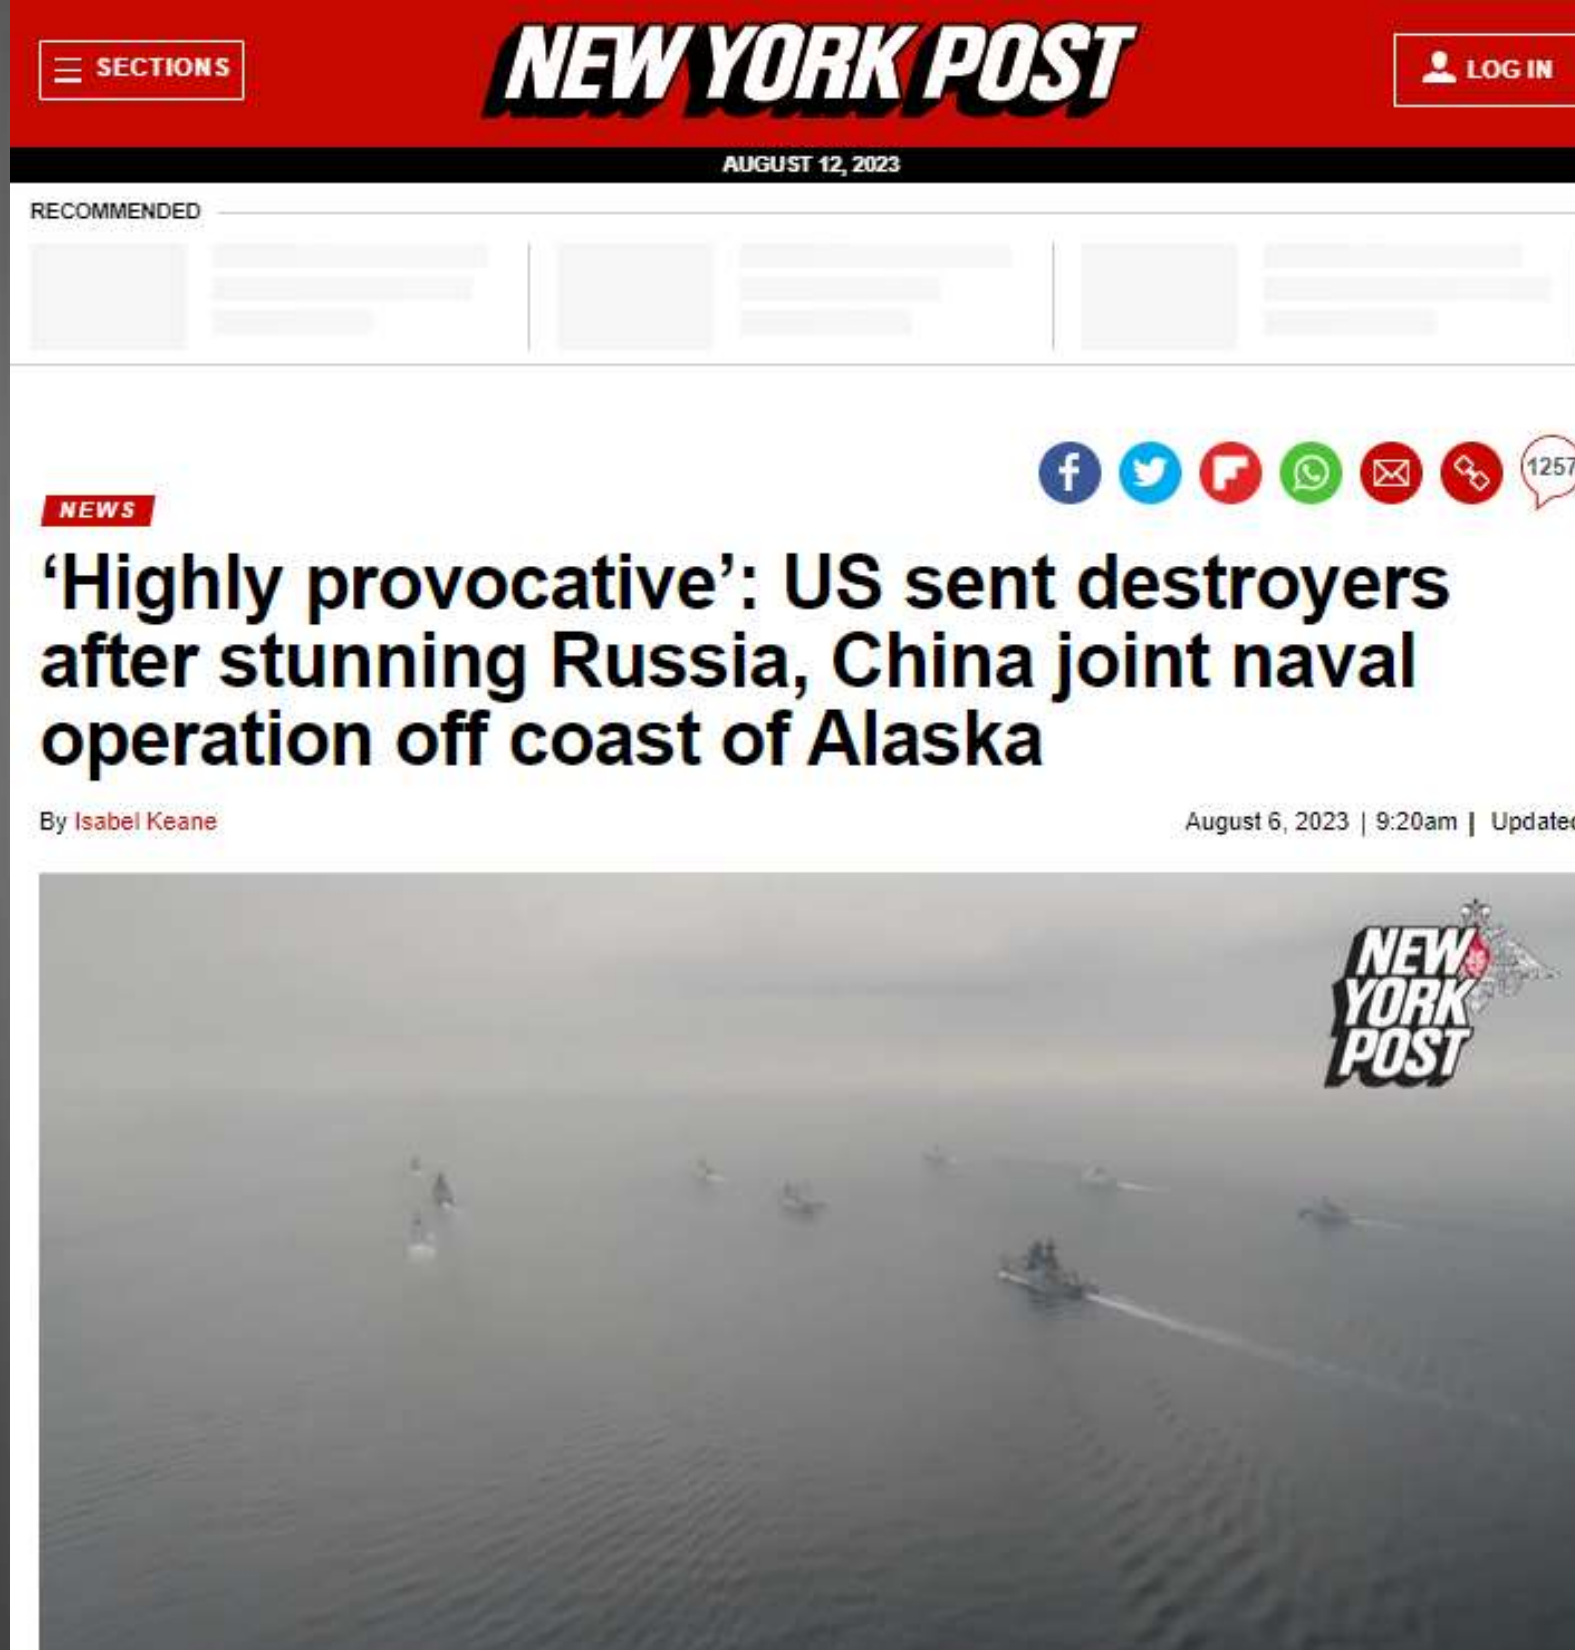 SECTIONS
NEW YORK POST
LOG IN
AUGUST 12, 2023
RECOMMENDED
1257
NEWS
‘Highly provocative’: US sent destroyers
after stunning Russia, China joint naval
operation off coast of Alaska
By Isabel Keane
August 6, 2023 | 9:20am | Updated
NEW
YORK
POST